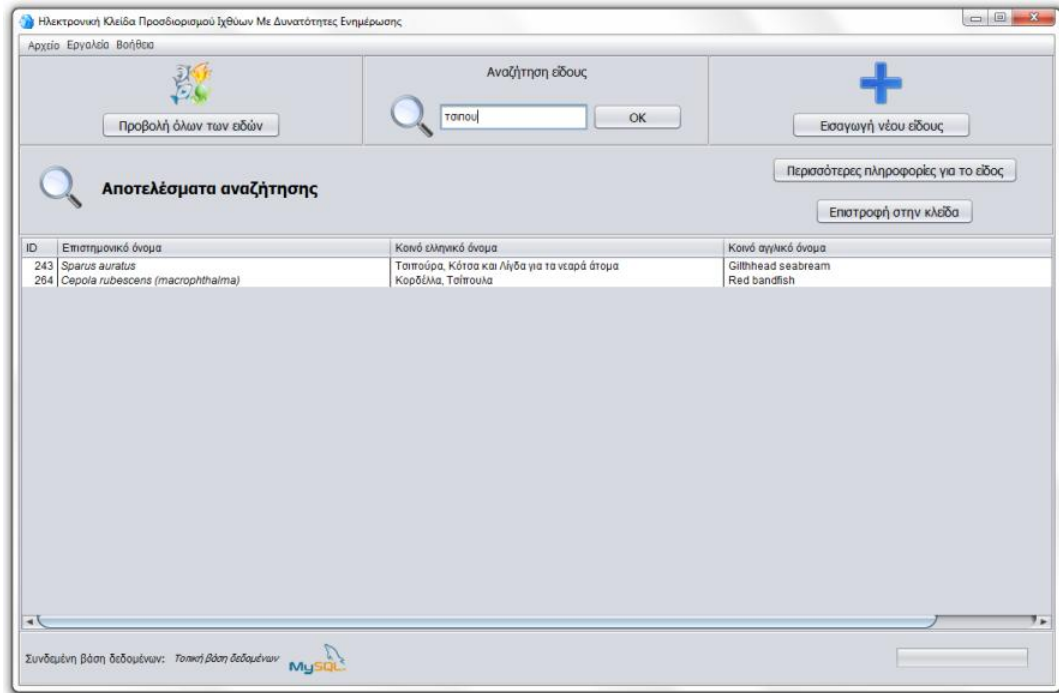 Ηλεκτρονική Κλείδα Προσδιορισμού Ιχθύων Με Δυνατότητες Ενημέρωσης
Αρχείο Εργαλεία Βοήθεια
Προβολή όλων των ειδών
Αναζήτηση είδους
τσιπου
OK
Εισαγωγή νέου είδους
Αποτελέσματα αναζήτησης
Περισσότερες πληροφορίες για το είδος
Επιστροφή στην κλείδα
ID Επιστημονικό όνομα Κοινό ελληνικό όνομα Κοινό αγγλικό όνομα
243 Sparus auratus Τσιπούρα, Κότσα και Λίγδα για τα νεαρά άτομα Gilthhead seabream
264 Cepola rubescens (macrophthalma) Κορδέλλα, Τσίπουλα Red bandfish
Συνδεμένη βάση δεδομένων: Τοπική βάση δεδομένων MySQL